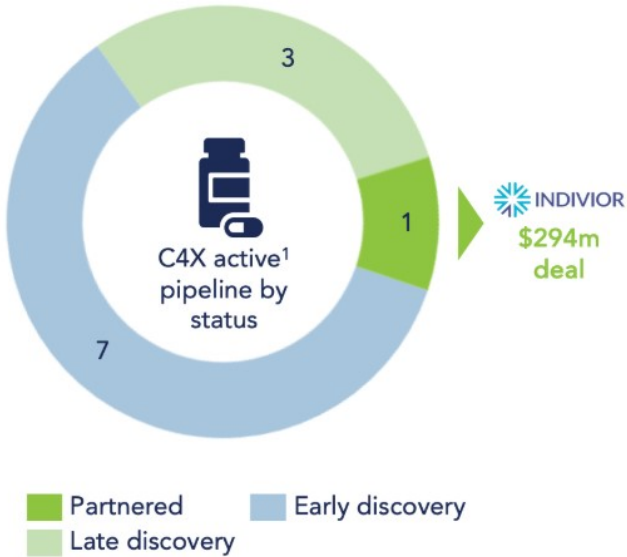 3
1
INDIVIOR
$294m
deal
C4X active¹
pipeline by
status
7
Partnered
Early discovery
Late discovery